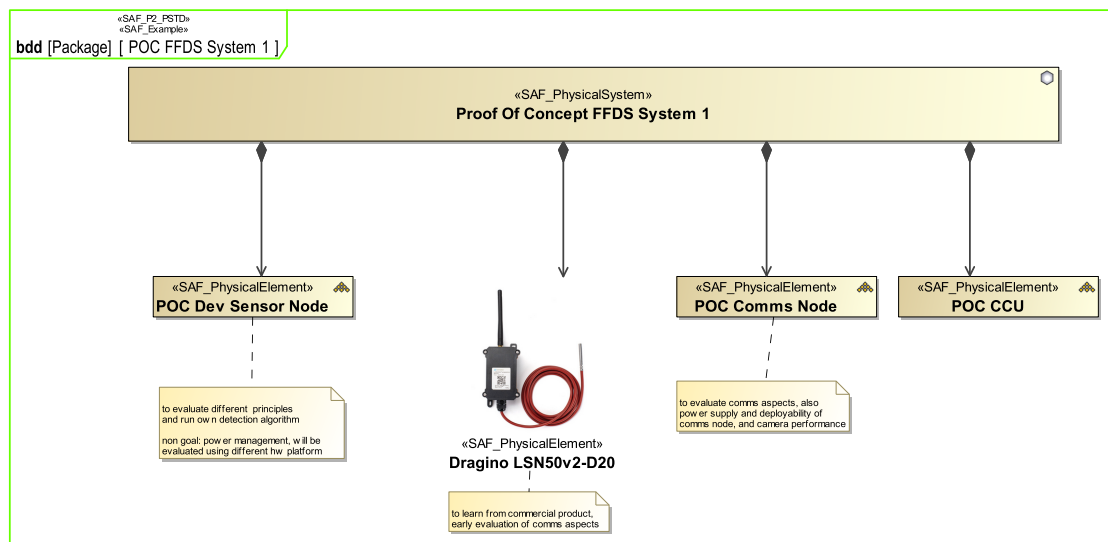 «SAF_P2_PSTD»
«SAF_Example»
bdd [Package] [ POC FFDS System 1 ]
«SAF_PhysicalSystem»
Proof Of Concept FFDS System 1
«SAF_PhysicalElement»
POC Dev Sensor Node
«SAF_PhysicalElement»
POC Comms Node
«SAF_PhysicalElement»
POC CCU
to evaluate different principles
and run own detection algorithm
non goal: power management, will be
evaluated using different hw platform
to evaluate comms aspects, also
power supply and deployability of
comms node, and camera performance
«SAF_PhysicalElement»
Dragino LSN50v2-D20
to learn from commercial product,
early evaluation of comms aspects